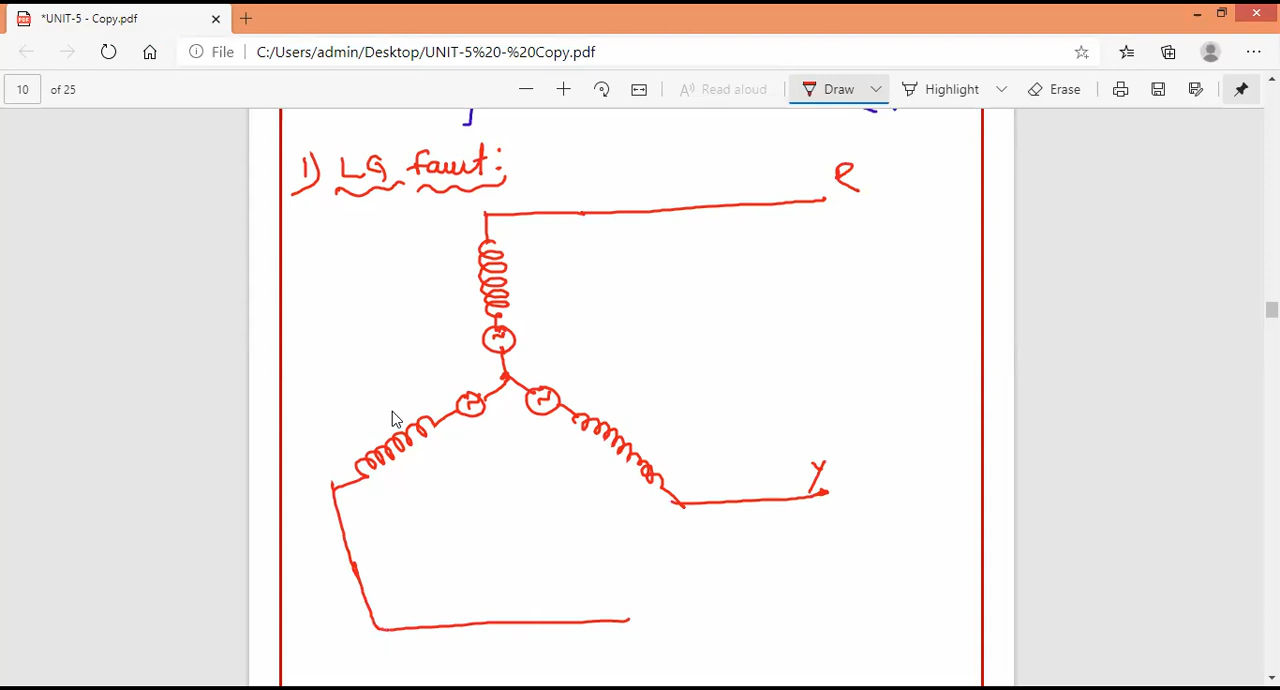 *UNIT-5 - Copy.pdf
File C:/Users/admin/Desktop/UNIT-5%20-%20Copy.pdf
10 of 25 Read aloud Draw Highlight Erase
1) LG fault:
R
Y